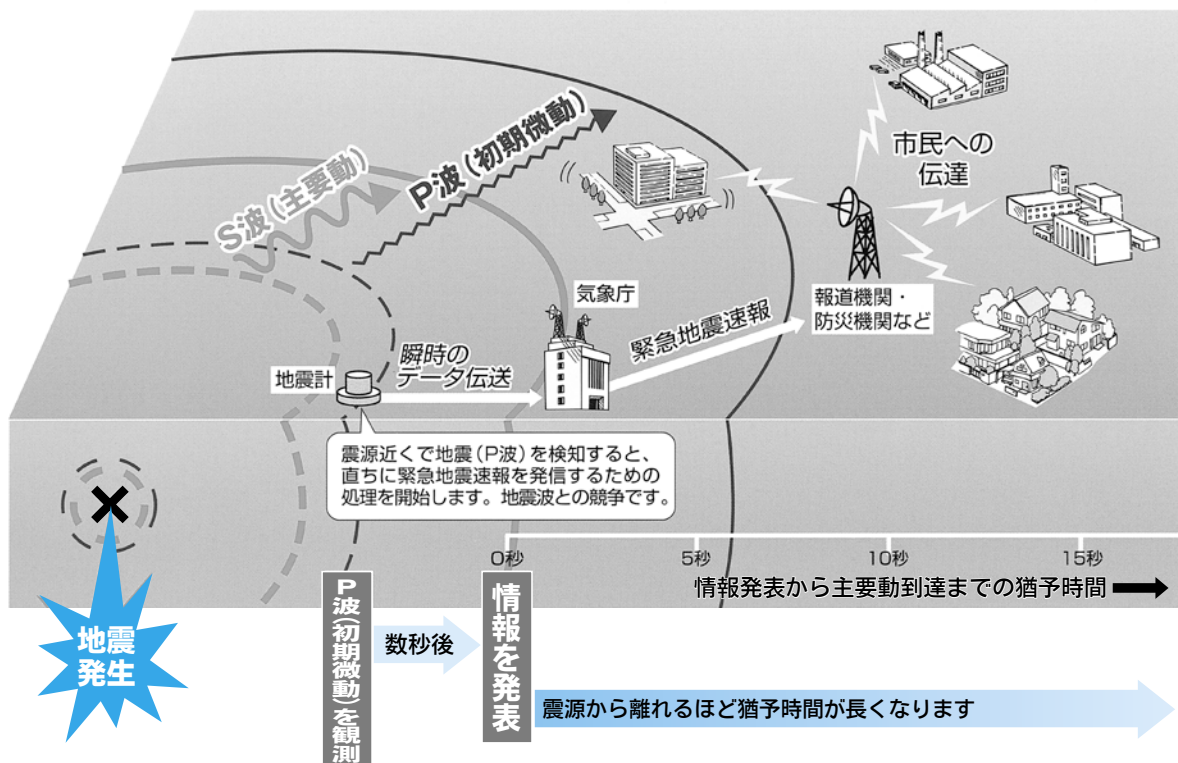 P波(初期微動)
S波(主要動)
市民への
伝達
気象庁
報道機関・
防災機関など
緊急地震速報
瞬時の
データ伝送
地震計
震源近くで地震(P波)を検知すると、
直ちに緊急地震速報を発信するための
処理を開始します。地震波との競争です。
0秒
5秒
10秒
15秒
情報発表から主要動到達までの猶予時間
地震
発生
P波(初期微動)を観測
数秒後
情報を発表
震源から離れるほど猶予時間が長くなります